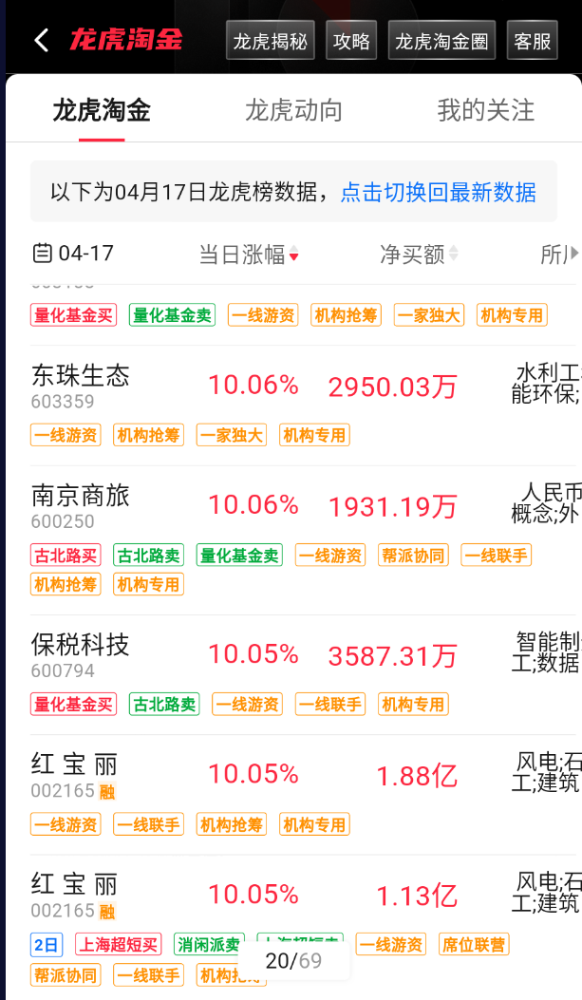 龙虎淘金 龙虎揭秘 攻略 龙虎淘金圈 客服
龙虎淘金 龙虎动向 我的关注
以下为04月17日龙虎榜数据，点击切换回最新数据
04-17 当日涨幅 净买额 所
量化基金买 量化基金卖 一线游资 机构抢筹 一家独大 机构专用
东珠生态 10.06% 2950.03万 水利工
603359 能环保;
一线游资 机构抢筹 一家独大 机构专用
南京商旅 10.06% 1931.19万 人民币
600250 概念;外
古北路买 古北路卖 量化基金卖 一线游资 帮派协同 一线联手
机构抢筹 机构专用
保税科技 10.05% 3587.31万 智能制
600794 工;数据
量化基金买 古北路卖 一线游资 一线联手 机构专用
红宝丽 10.05% 1.88亿 风电;石
002165 融 工;建筑
一线游资 一线联手 机构抢筹 机构专用
红宝丽 10.05% 1.13亿 风电;石
002165 融 工;建筑
2日 上海超短买 消闲派卖 一线游资 席位联营
帮派协同 一线联手 机构抢
20/69